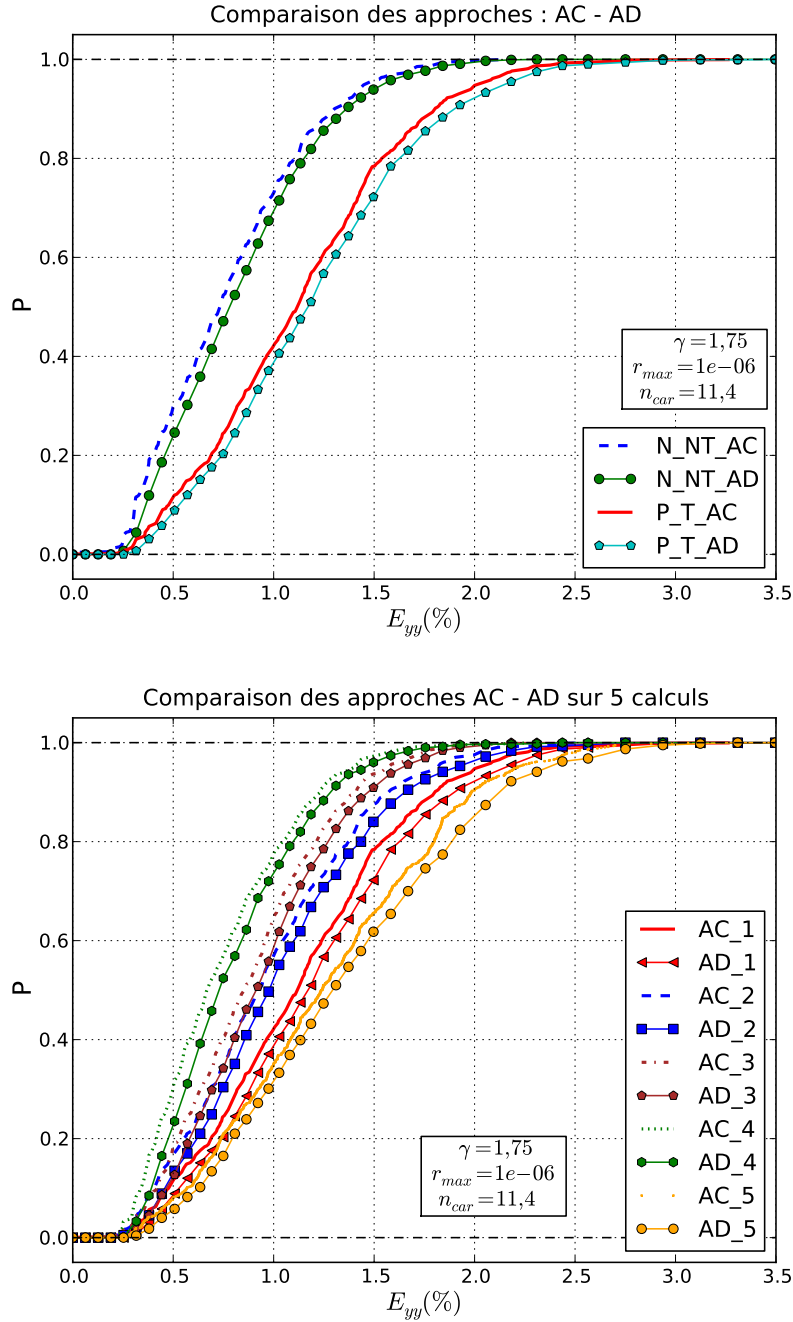 Comparaison des approches : AC - AD
1.0
0.8
0.6
0.4
0.2
0.0
P
γ=1,75
r_max=1e−06
n_car=11,4
N_NT_AC
N_NT_AD
P_T_AC
P_T_AD
0.0 0.5 1.0 1.5 2.0 2.5 3.0 3.5
E_yy(%)
Comparaison des approches AC - AD sur 5 calculs
1.0
0.8
0.6
0.4
0.2
0.0
P
AC_1
AD_1
AC_2
AD_2
AC_3
AD_3
AC_4
AD_4
AC_5
AD_5
γ=1,75
r_max=1e−06
n_car=11,4
0.0 0.5 1.0 1.5 2.0 2.5 3.0 3.5
E_yy(%)